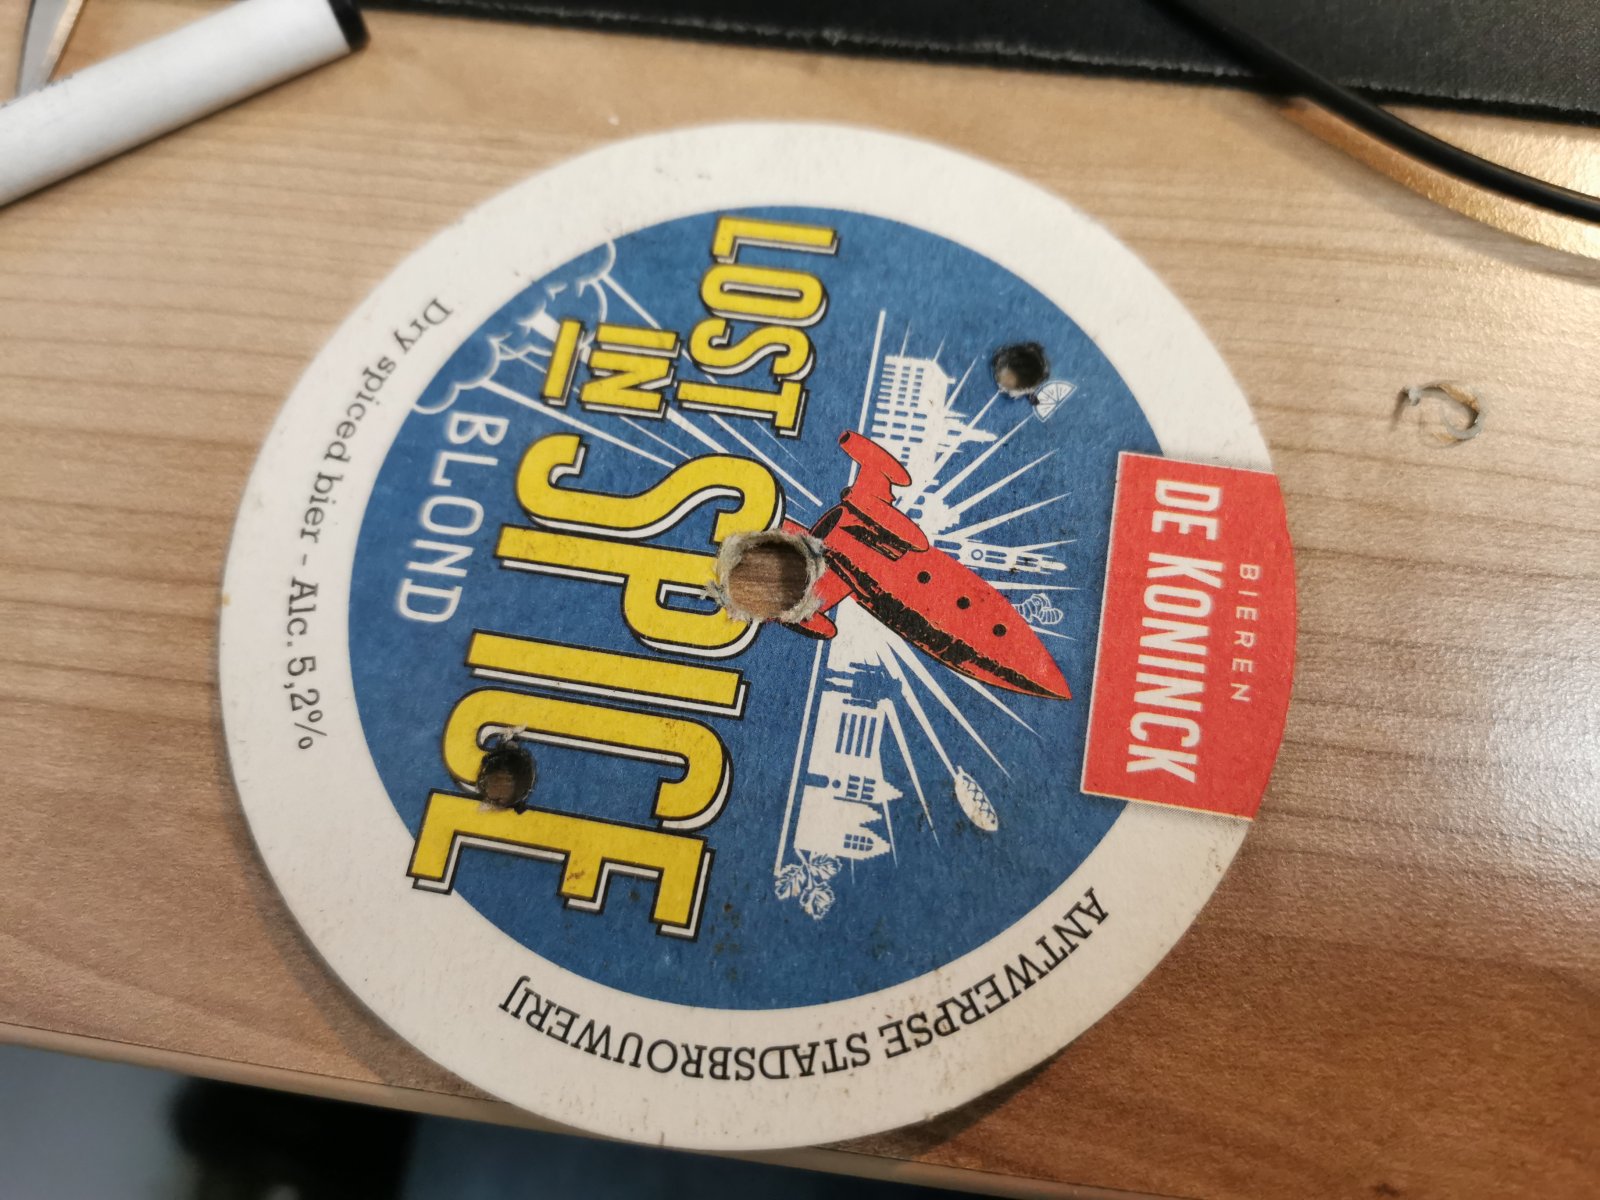 BIEREN
DE KONINCK
LOST
IN
SPICE
BLOND
Dry spiced bier - Alc. 5,2%
ANTWERPSE STADSBROUWERIJ